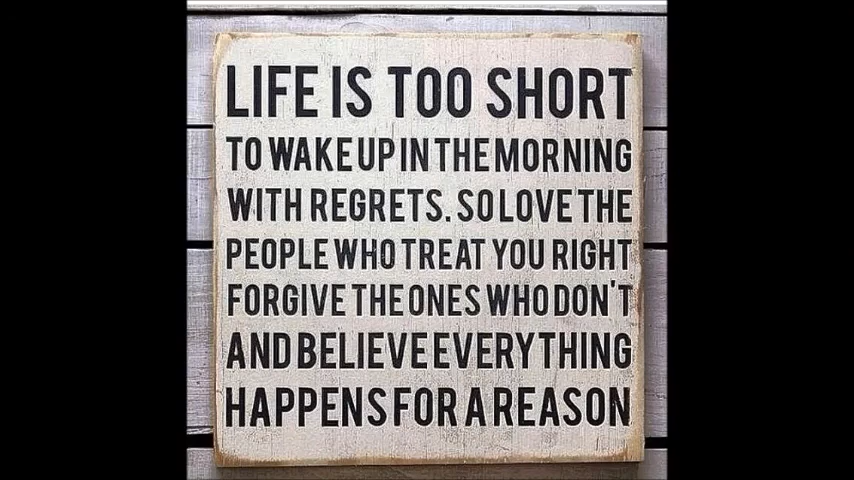 LIFE IS TOO SHORT
TO WAKE UP IN THE MORNING
WITH REGRETS. SO LOVE THE
PEOPLE WHO TREAT YOU RIGHT
FORGIVE THE ONES WHO DON'T
AND BELIEVE EVERYTHING
HAPPENS FOR A REASON